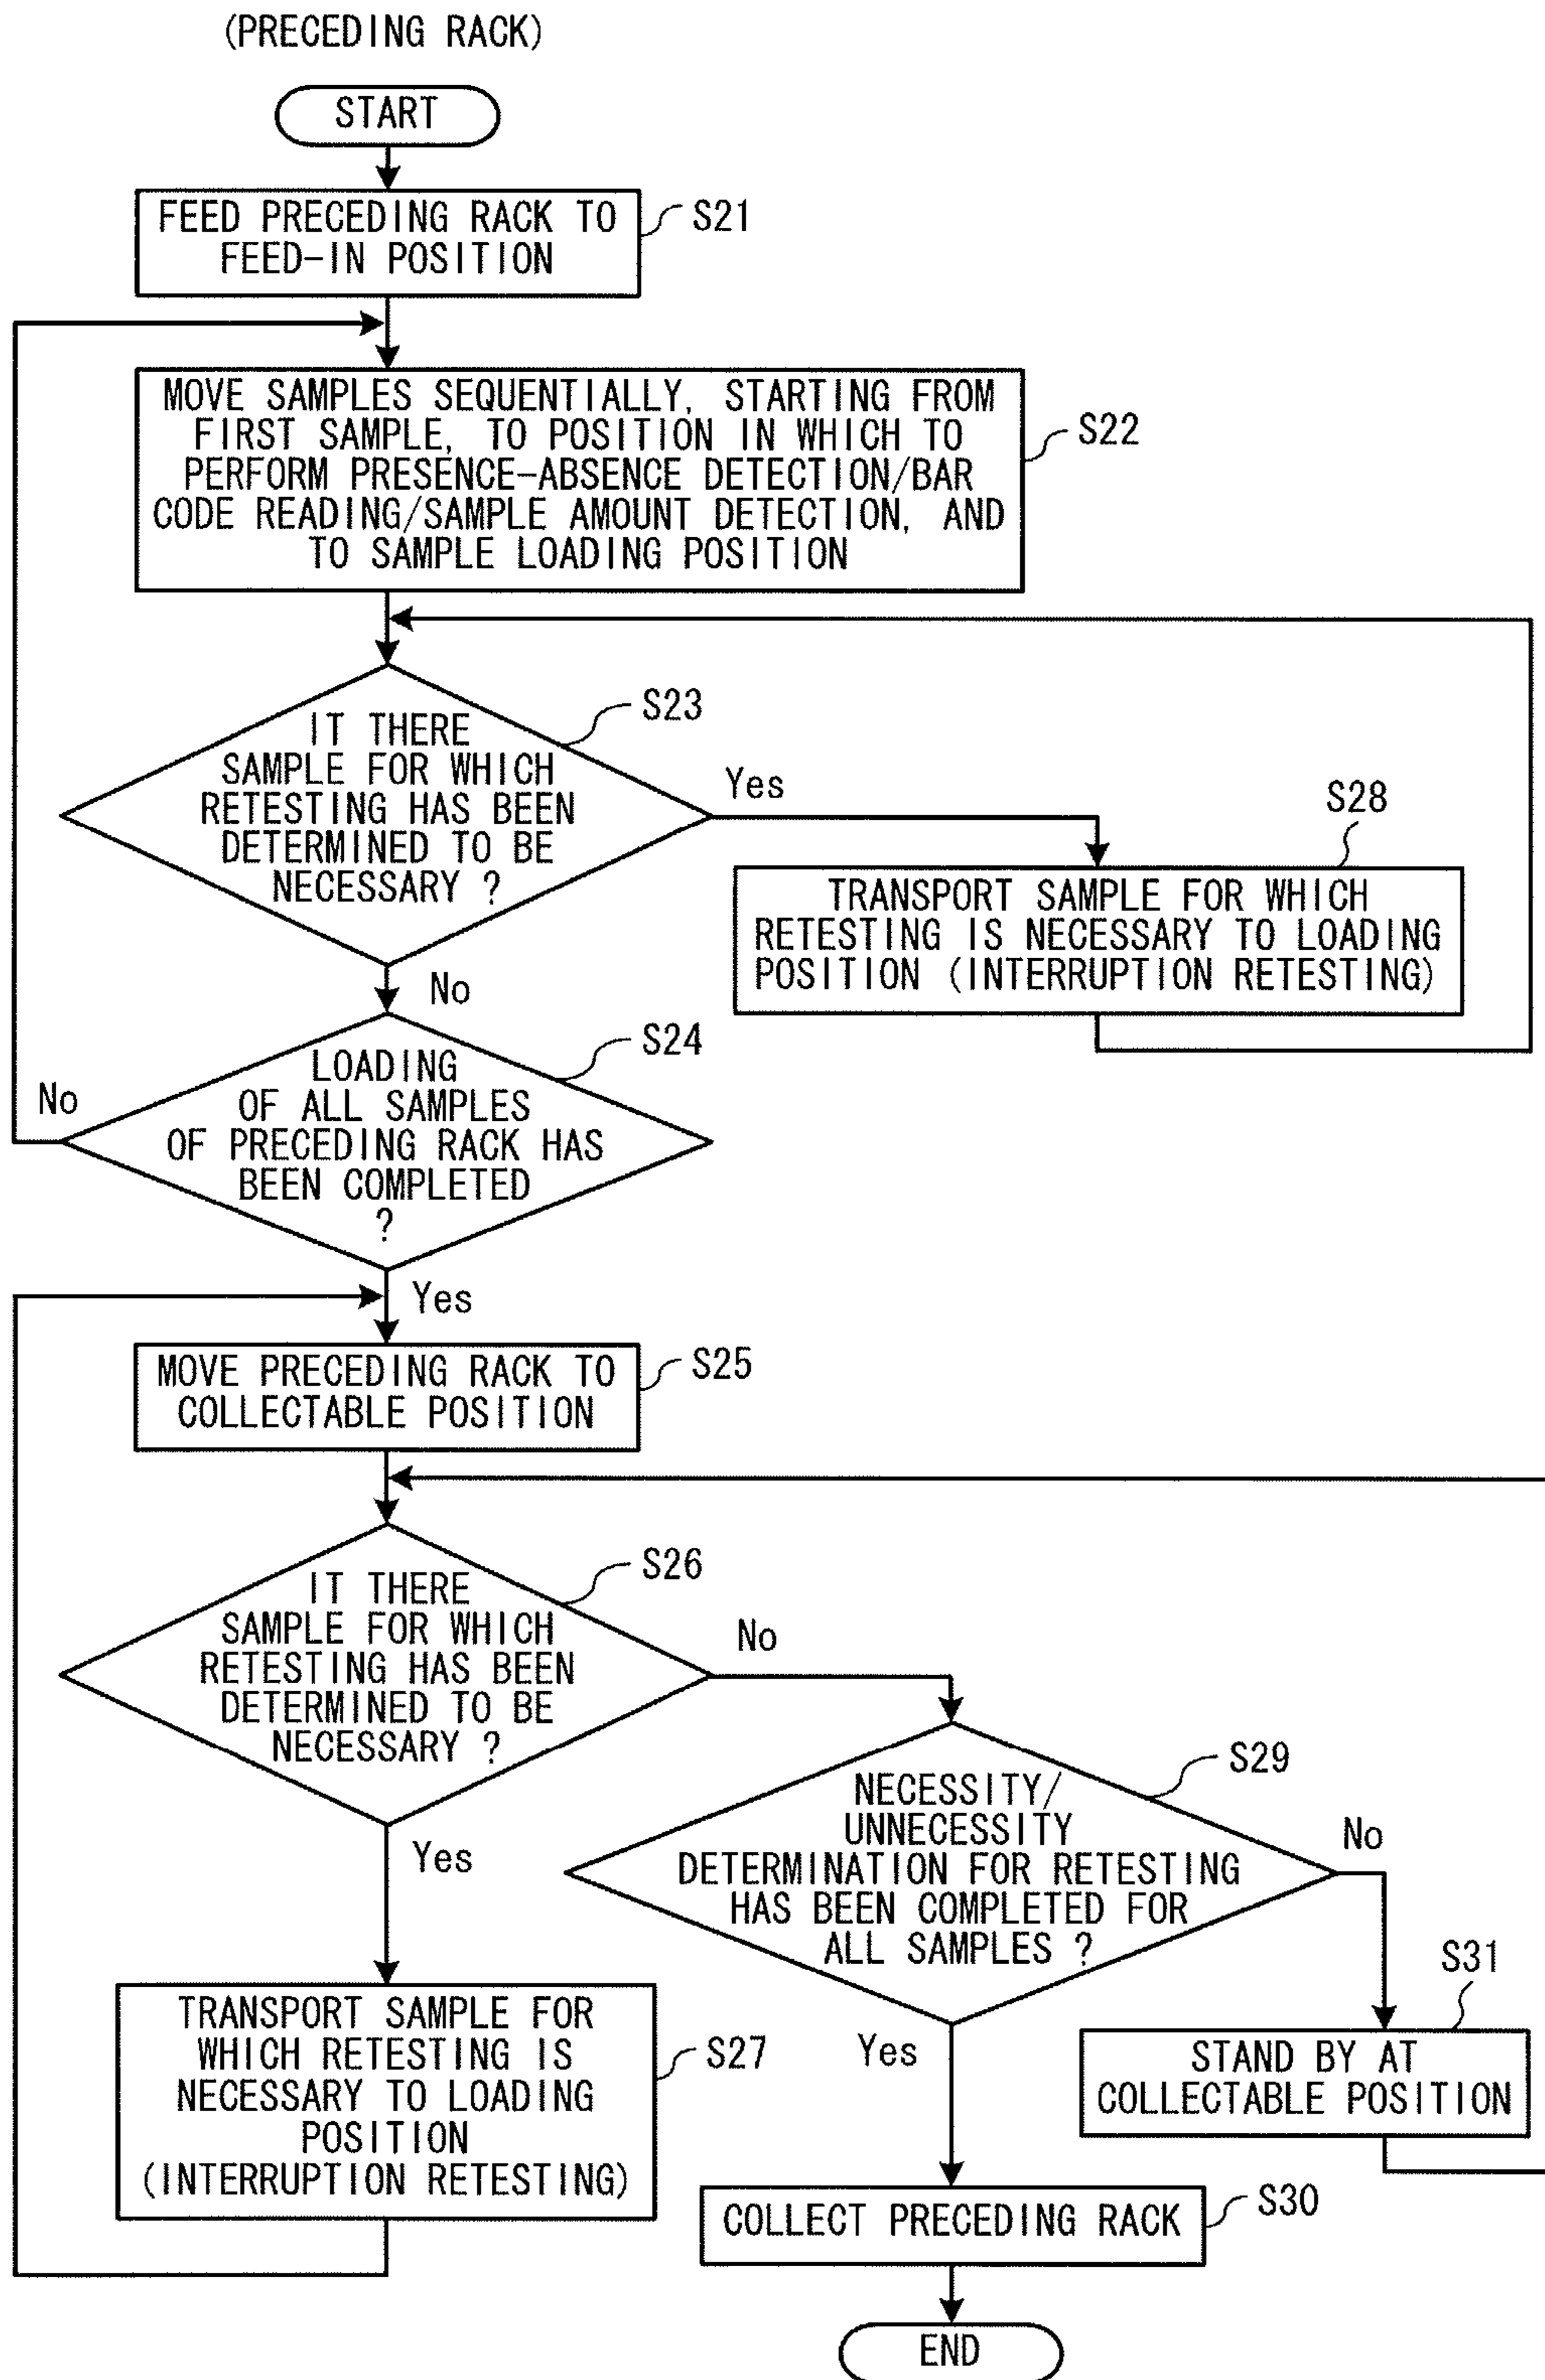 (PRECEDING RACK)
START
FEED PRECEDING RACK TO
FEED-IN POSITION
S21
MOVE SAMPLES SEQUENTIALLY, STARTING FROM
FIRST SAMPLE, TO POSITION IN WHICH TO
PERFORM PRESENCE-ABSENCE DETECTION/BAR
CODE READING/SAMPLE AMOUNT DETECTION, AND
TO SAMPLE LOADING POSITION
S22
IT THERE
SAMPLE FOR WHICH
RETESTING HAS BEEN
DETERMINED TO BE
NECESSARY ?
S23
Yes
No
S28
TRANSPORT SAMPLE FOR WHICH
RETESTING IS NECESSARY TO LOADING
POSITION (INTERRUPTION RETESTING)
LOADING
OF ALL SAMPLES
OF PRECEDING RACK HAS
BEEN COMPLETED
?
S24
No
Yes
MOVE PRECEDING RACK TO
COLLECTABLE POSITION
S25
IT THERE
SAMPLE FOR WHICH
RETESTING HAS BEEN
DETERMINED TO BE
NECESSARY ?
S26
No
Yes
NECESSITY/
UNNECESSITY
DETERMINATION FOR RETESTING
HAS BEEN COMPLETED FOR
ALL SAMPLES ?
S29
No
Yes
TRANSPORT SAMPLE FOR
WHICH RETESTING IS
NECESSARY TO LOADING
POSITION
(INTERRUPTION RETESTING)
S27
S31
STAND BY AT
COLLECTABLE POSITION
COLLECT PRECEDING RACK
S30
END